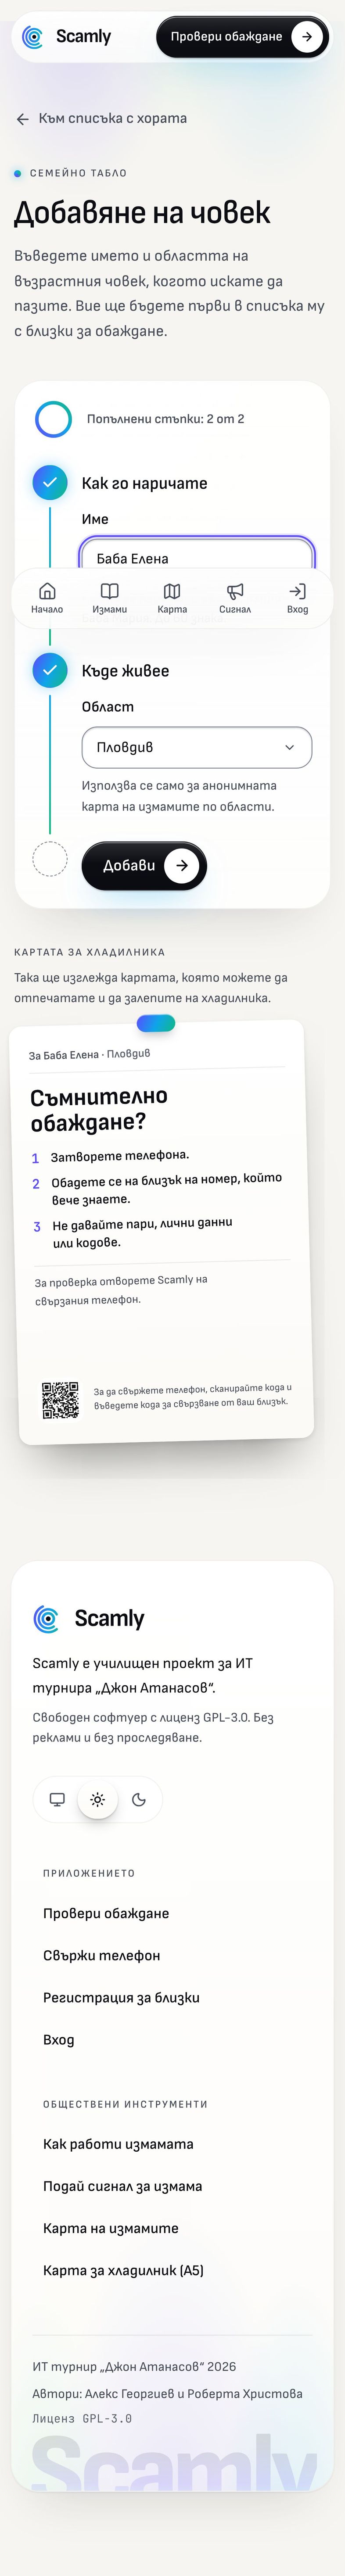 Scamly
Провери обаждане
Към списъка с хората
СЕМЕЙНО ТАБЛО
Добавяне на човек
Въведете името и областта на
възрастния човек, когото искате да
пазите. Вие ще бъдете първи в списъка му
с близки за обаждане.
Попълнени стъпки: 2 от 2
Как го наричате
Име
Баба Елена
Начало
Измами
Карта
Сигнал
Вход
Къде живее
Област
Пловдив
Използва се само за анонимната
карта на измамите по области.
Добави
КАРТАТА ЗА ХЛАДИЛНИКА
Така ще изглежда картата, която можете да
отпечатате и да залепите на хладилника.
За Баба Елена · Пловдив
Съмнително
обаждане?
1 Затворете телефона.
2 Обадете се на близък на номер, който
вече знаете.
3 Не давайте пари, лични данни
или кодове.
За проверка отворете Scamly на
свързания телефон.
За да свържете телефон, сканирайте кода и
въведете кода за свързване от ваш близък.
Scamly
Scamly е училищен проект за ИТ
турнира „Джон Атанасов“.
Свободен софтуер с лиценз GPL-3.0. Без
реклами и без проследяване.
ПРИЛОЖЕНИЕТО
Провери обаждане
Свържи телефон
Регистрация за близки
Вход
ОБЩЕСТВЕНИ ИНСТРУМЕНТИ
Как работи измамата
Подай сигнал за измама
Карта на измамите
Карта за хладилник (А5)
ИТ турнир „Джон Атанасов“ 2026
Автори: Алекс Георгиев и Роберта Христова
Лиценз GPL-3.0
Scamly